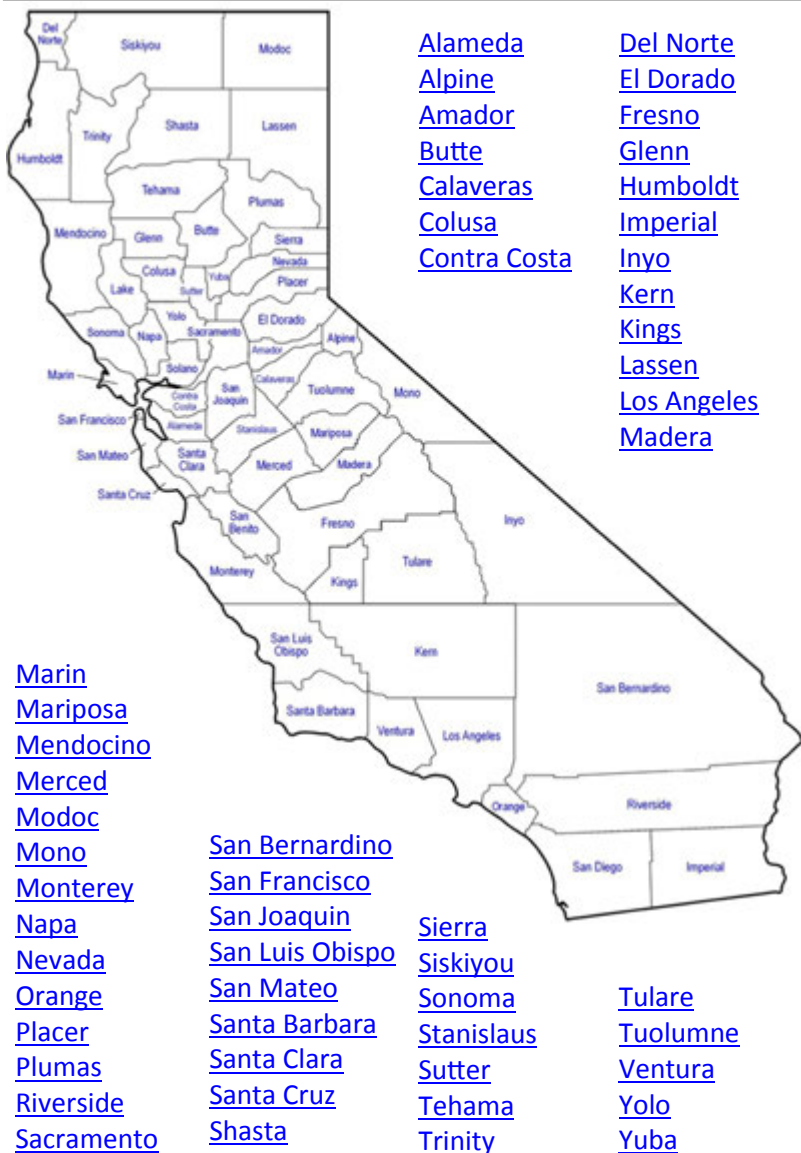 Del
Norte
Siskiyou
Modoc
Humboldt
Trinity
Shasta
Lassen
Tehama
Plumas
Mendocino
Glenn
Butte
Sierra
Nevada
Placer
Lake
Colusa
Sutter
Yuba
Sonoma
Napa
Yolo
Sacramento
El Dorado
Alpine
Amador
Marin
Solano
Calaveras
Tuolumne
Mono
Contra
Costa
San
Joaquin
San Francisco
Alameda
Stanislaus
Mariposa
San Mateo
Santa
Clara
Merced
Madera
Santa Cruz
San
Benito
Fresno
Inyo
Monterey
Kings
Tulare
San Luis
Obispo
Kern
San Bernardino
Santa Barbara
Ventura
Los Angeles
Orange
Riverside
San Diego
Imperial
Alameda
Alpine
Amador
Butte
Calaveras
Colusa
Contra Costa
Del Norte
El Dorado
Fresno
Glenn
Humboldt
Imperial
Inyo
Kern
Kings
Lassen
Los Angeles
Madera
Marin
Mariposa
Mendocino
Merced
Modoc
Mono
Monterey
Napa
Nevada
Orange
Placer
Plumas
Riverside
Sacramento
San Bernardino
San Francisco
San Joaquin
San Luis Obispo
San Mateo
Santa Barbara
Santa Clara
Santa Cruz
Shasta
Sierra
Siskiyou
Sonoma
Stanislaus
Sutter
Tehama
Trinity
Tulare
Tuolumne
Ventura
Yolo
Yuba